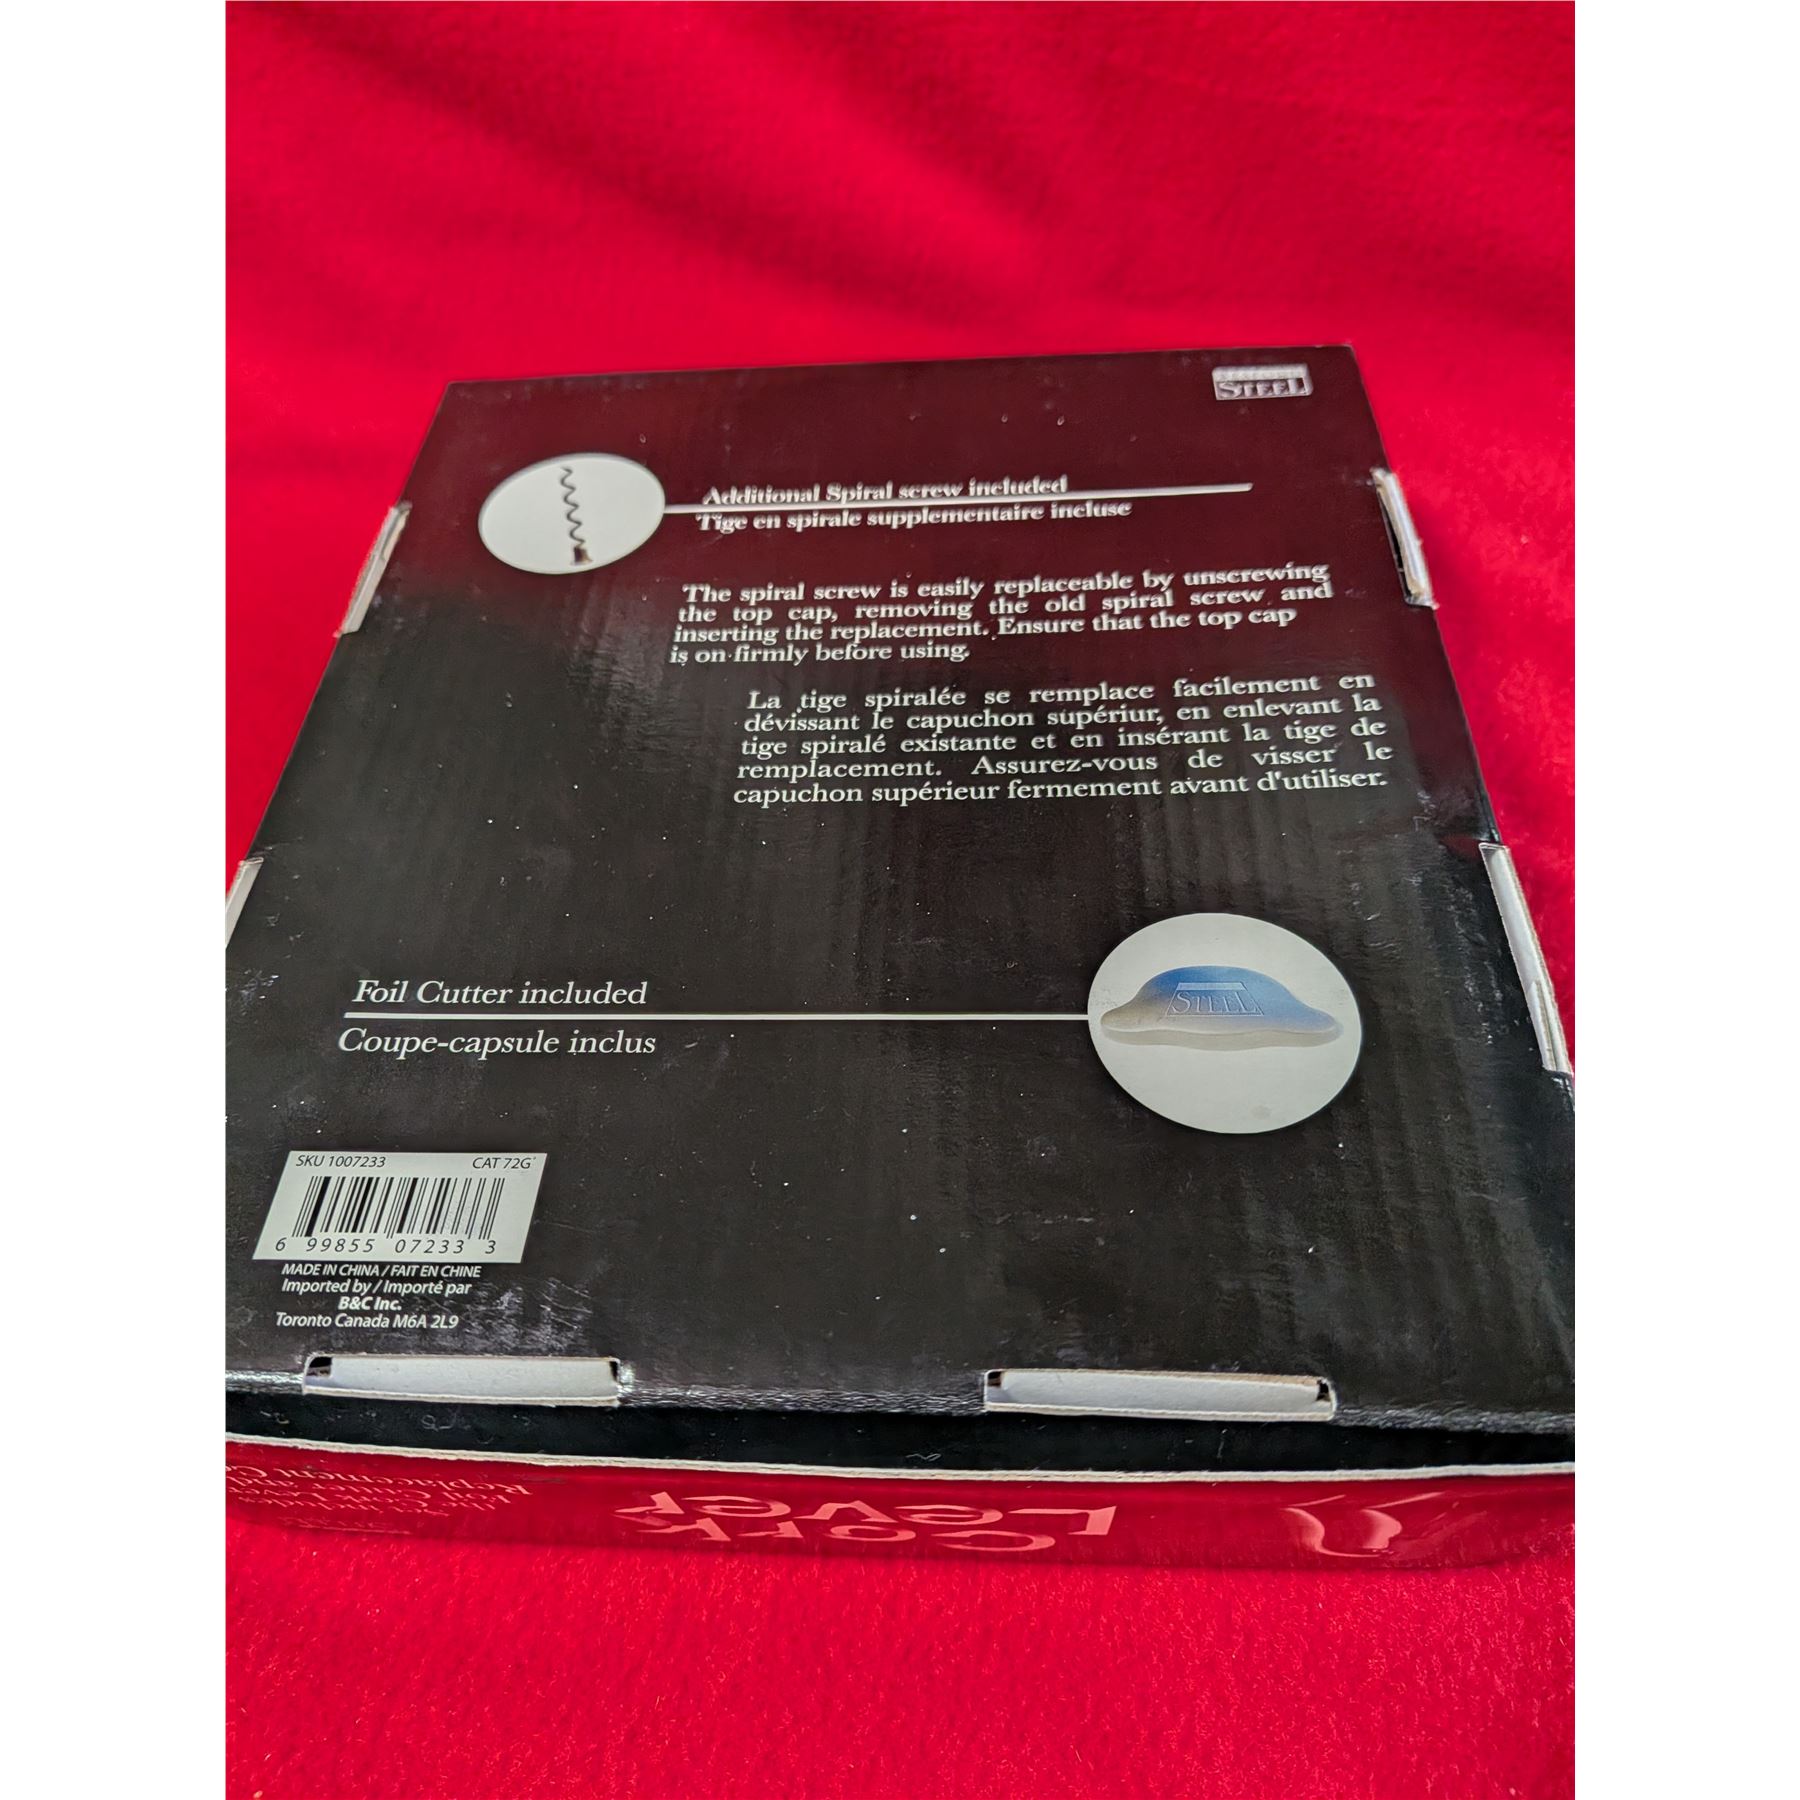 STEEL
Additional Spiral screw included
Tige en spirale supplementaire incluse
The spiral screw is easily replaceable by unscrewing
the top cap, removing the old spiral screw and
inserting the replacement. Ensure that the top cap
is on firmly before using.
La tige spiralée se remplace facilement en
dévissant le capuchon supériur, en enlevant la
tige spiralé existante et en insérant la tige de
remplacement. Assurez-vous de visser le
capuchon supérieur fermement avant d'utiliser.
Foil Cutter included
Coupe-capsule inclus
STEEL
SKU 1007233 CAT 72G
6 99855 07233 3
MADE IN CHINA / FAIT EN CHINE
Imported by / Importé par
B&C Inc.
Toronto Canada M6A 2L9
Cork
Lever